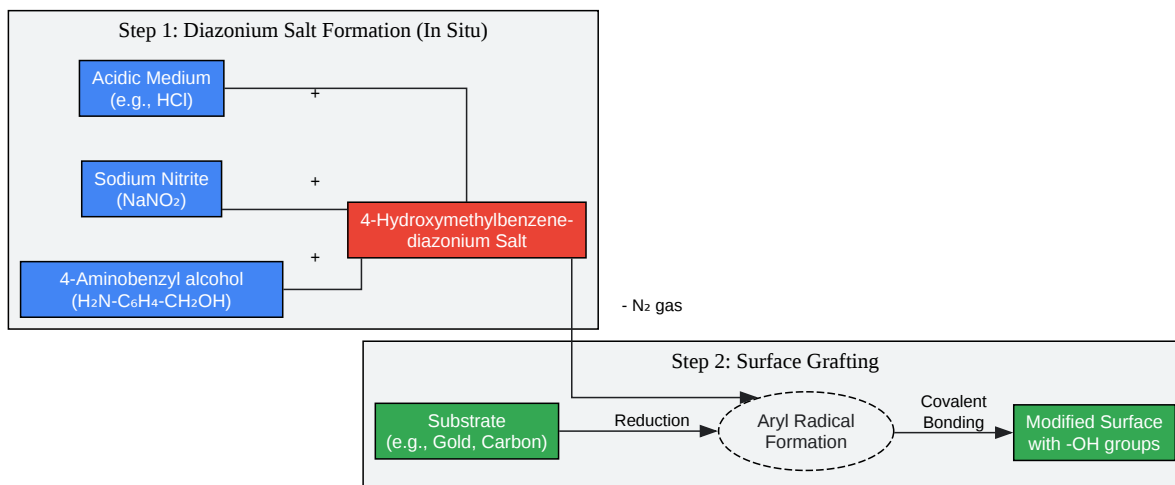 Step 1: Diazonium Salt Formation (In Situ)
Acidic Medium
(e.g., HCl)
+
Sodium Nitrite
(NaNO₂)
+
4-Hydroxymethylbenzene-
diazonium Salt
+
4-Aminobenzyl alcohol
(H₂N-C₆H₄-CH₂OH)
- N₂ gas
Step 2: Surface Grafting
Substrate
(e.g., Gold, Carbon)
Reduction
Aryl Radical
Formation
Covalent
Bonding
Modified Surface
with -OH groups